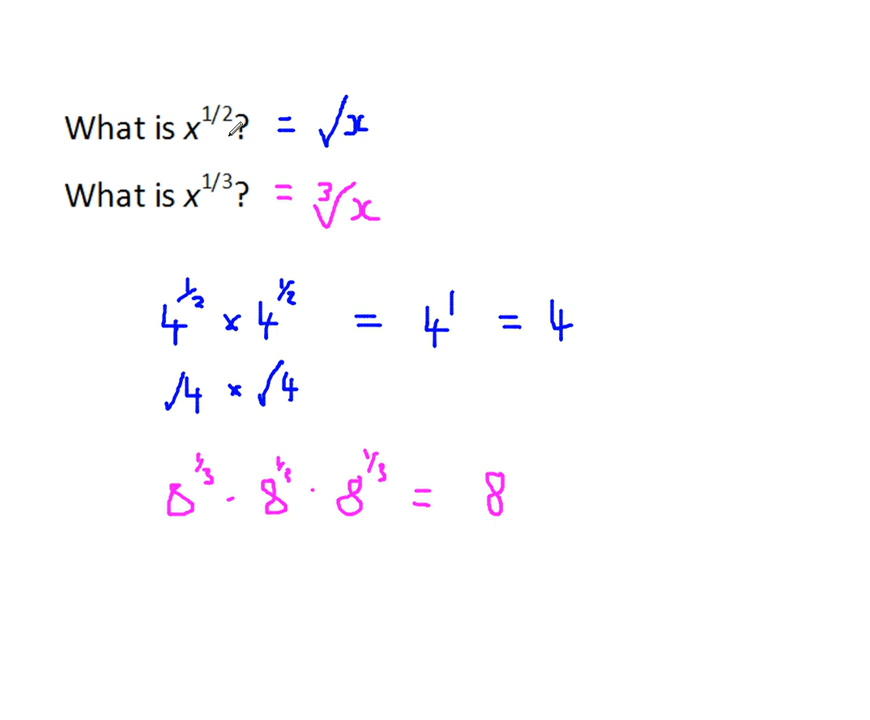 What is x^{1/2}? = √x
What is x^{1/3}? = ∛x
4^{1/2} × 4^{1/2} = 4^1 = 4
√4 × √4
8^{1/3} · 8^{1/3} · 8^{1/3} = 8